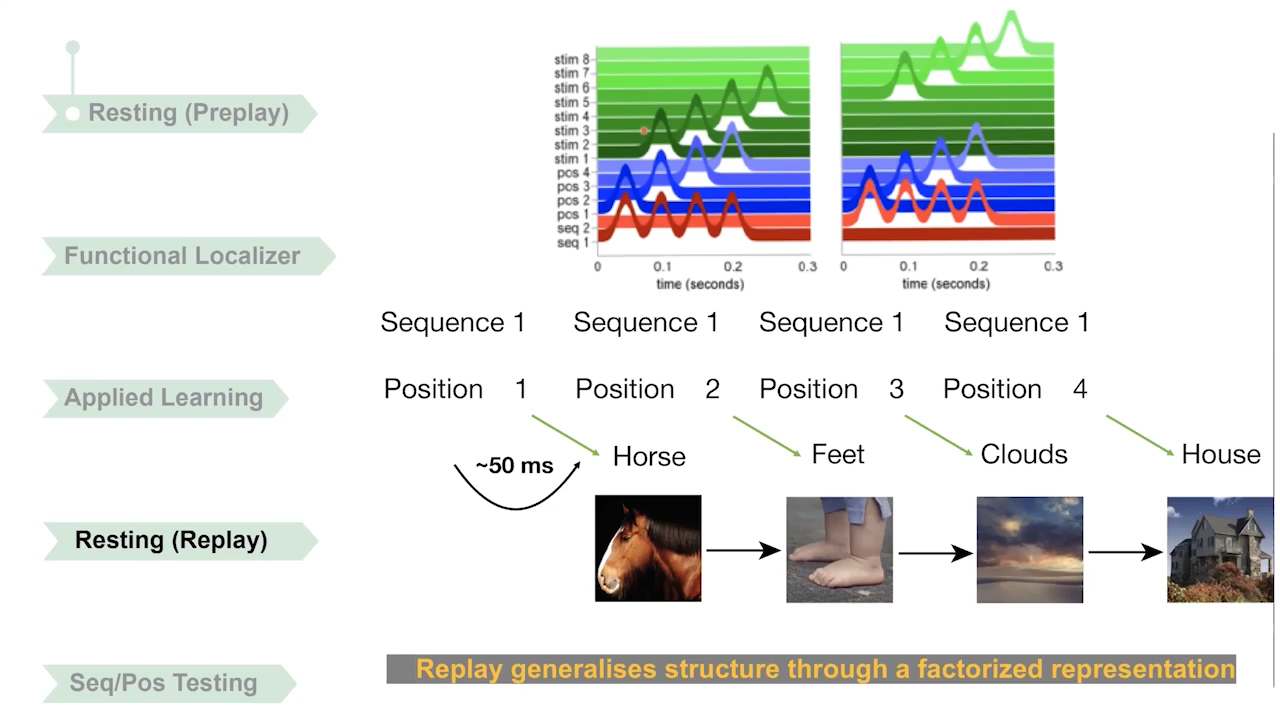 Resting (Preplay)
Functional Localizer
Applied Learning
Resting (Replay)
Seq/Pos Testing
stim 8
stim 7
stim 6
stim 5
stim 4
stim 3
stim 2
stim 1
pos 4
pos 3
pos 2
pos 1
seq 2
seq 1
0 0.1 0.2 0.3
time (seconds)
0 0.1 0.2 0.3
time (seconds)
Sequence 1 Sequence 1 Sequence 1 Sequence 1
Position 1 Position 2 Position 3 Position 4
~50 ms
Horse Feet Clouds House
Replay generalises structure through a factorized representation